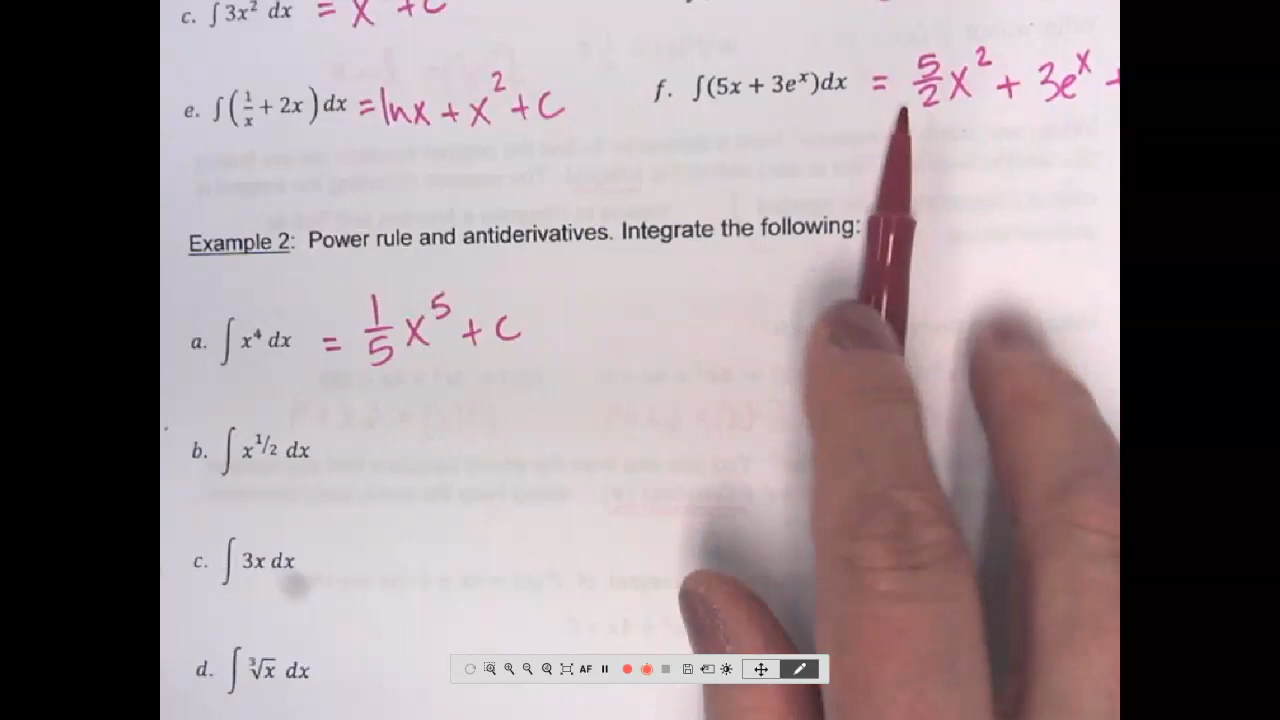 c. ∫ 3x² dx = x + C
e. ∫(1/x + 2x) dx = ln x + x² + C
f. ∫(5x + 3eˣ)dx = 5/2 x² + 3eˣ +
Example 2: Power rule and antiderivatives. Integrate the following:
a. ∫ x⁴ dx = 1/5 x⁵ + C
b. ∫ x^1/2 dx
c. ∫ 3x dx
d. ∫ ∛x dx
AF